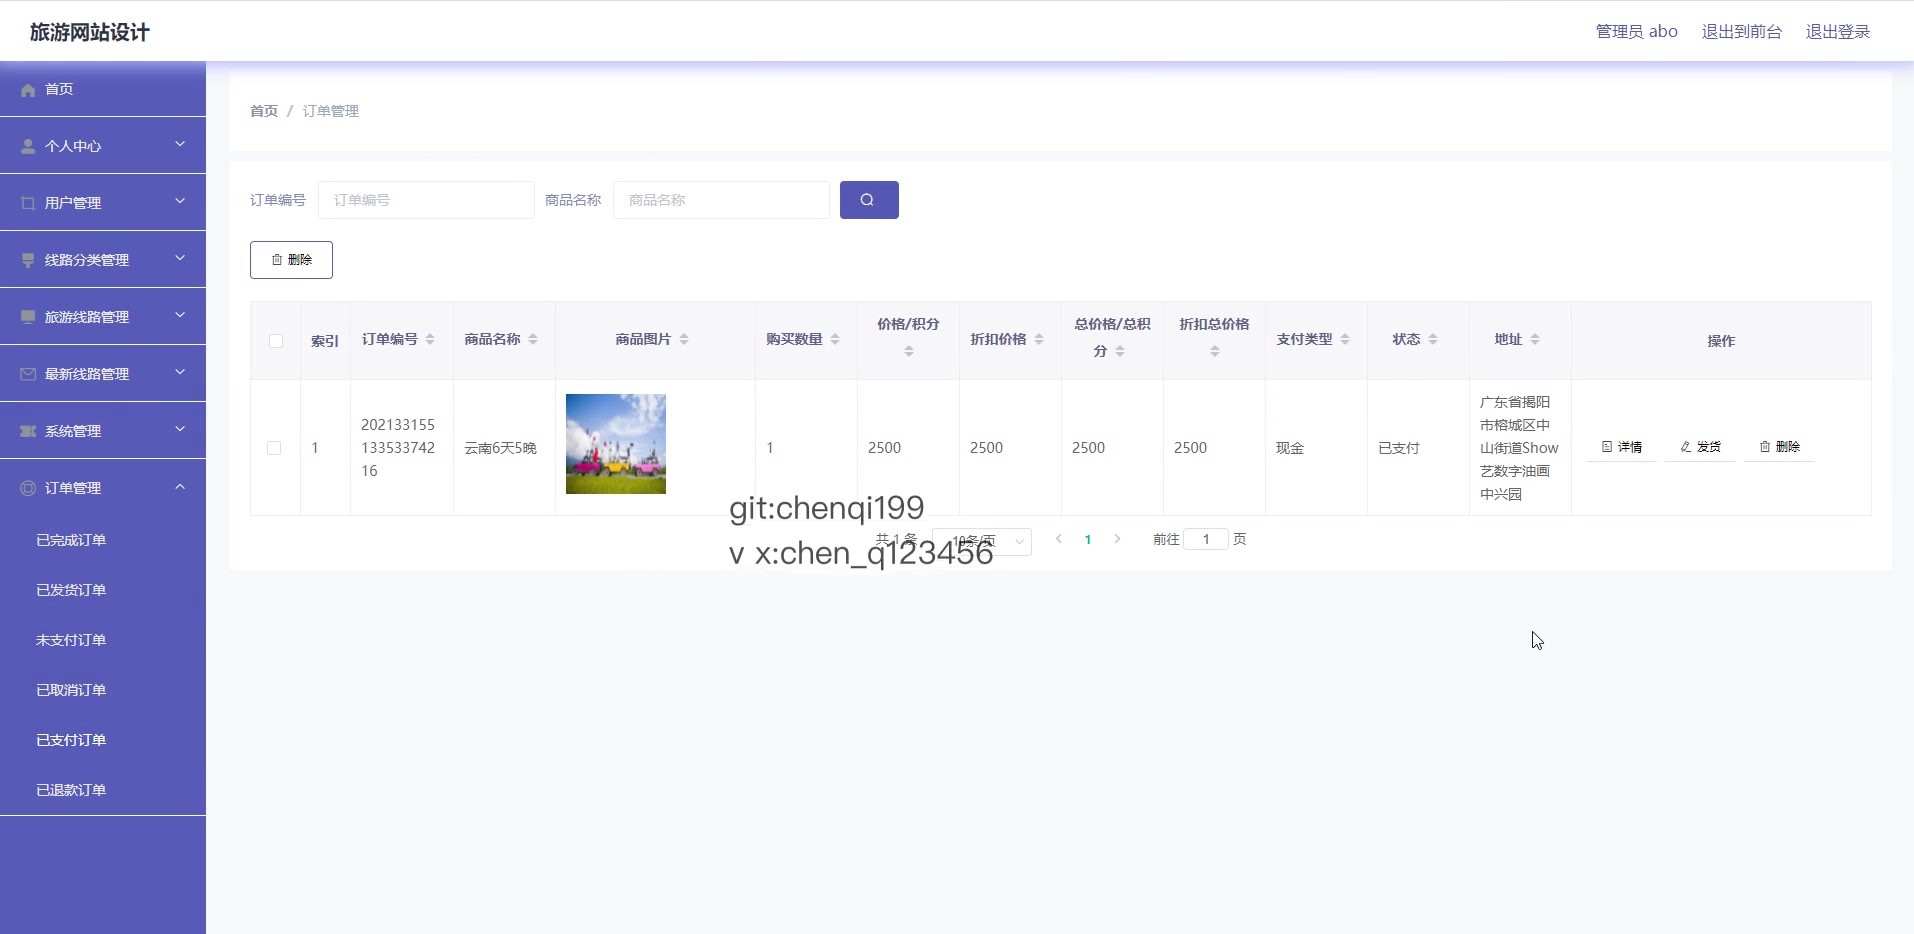 旅游网站设计
管理员 abo 退出到前台 退出登录
首页
个人中心
用户管理
线路分类管理
旅游线路管理
最新线路管理
系统管理
订单管理
已完成订单
已发货订单
未支付订单
已取消订单
已支付订单
已退款订单
首页 / 订单管理
订单编号 订单编号 商品名称 商品名称
删除
索引 订单编号 商品名称 商品图片 购买数量 价格/积分 折扣价格 总价格/总积分 折扣总价格 支付类型 状态 地址 操作
1 202133155 云南6天5晚 1 2500 2500 2500 2500 现金 已支付 广东省揭阳
133533742
16
市榕城区中
山街道Show
艺数字油画
中兴园
详情 发货 删除
共 1 条 10条/页 1 前往 1 页
git:chenqi199
v x:chen_q123456